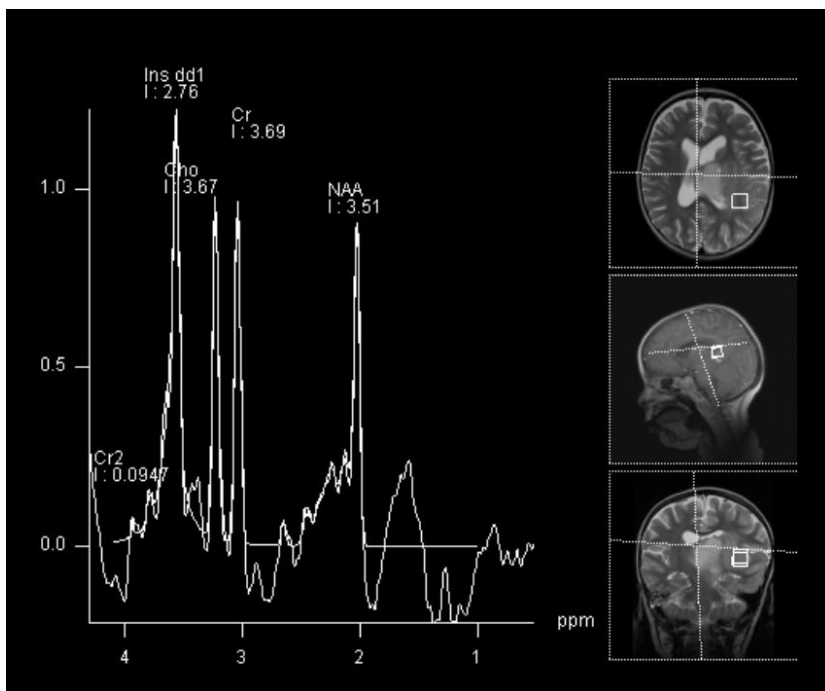 Ins dd1
I : 2.76
Cr
I : 3.69
Cho
I : 3.67
NAA
I : 3.51
Cr2
I : 0.0947
1.0
0.5
0.0
ppm
4 3 2 1